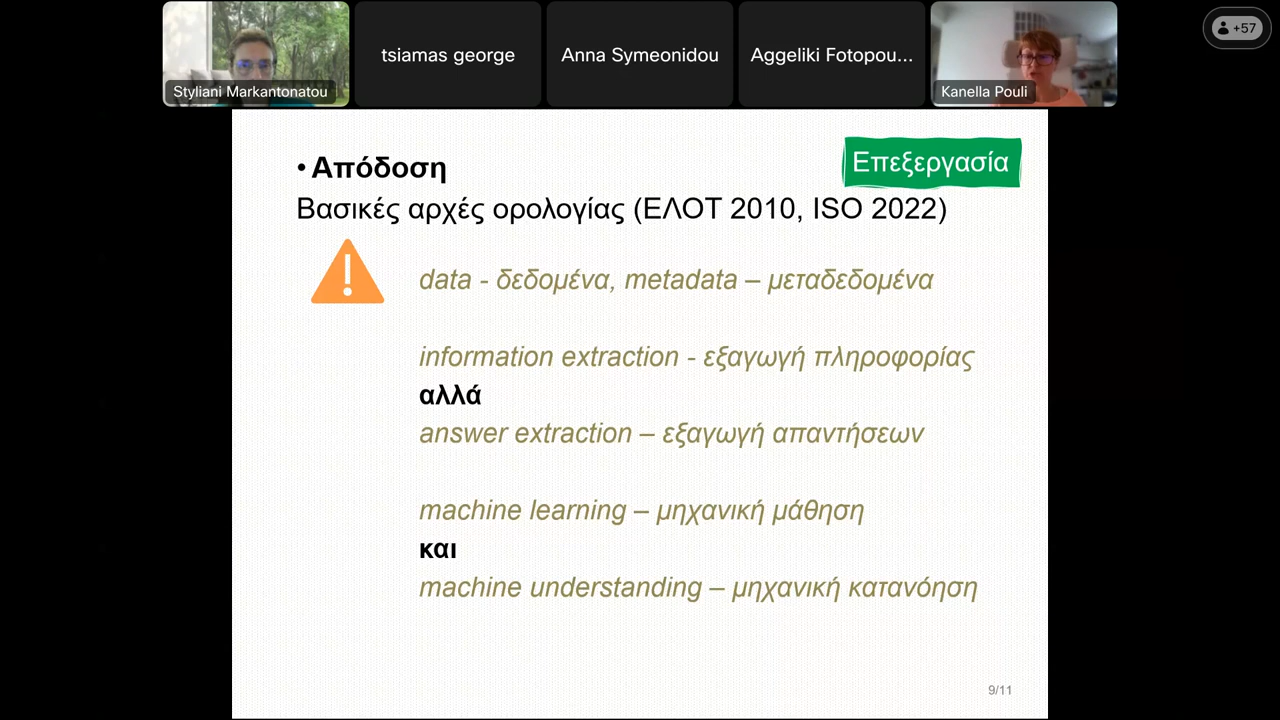 Styliani Markantonatou
tsiamas george
Anna Symeonidou
Aggeliki Fotopou...
Kanella Pouli
+57
• Απόδοση
Επεξεργασία
Βασικές αρχές ορολογίας (ΕΛΟΤ 2010, ISO 2022)
data - δεδομένα, metadata – μεταδεδομένα
information extraction - εξαγωγή πληροφορίας
αλλά
answer extraction – εξαγωγή απαντήσεων
machine learning – μηχανική μάθηση
και
machine understanding – μηχανική κατανόηση
9/11